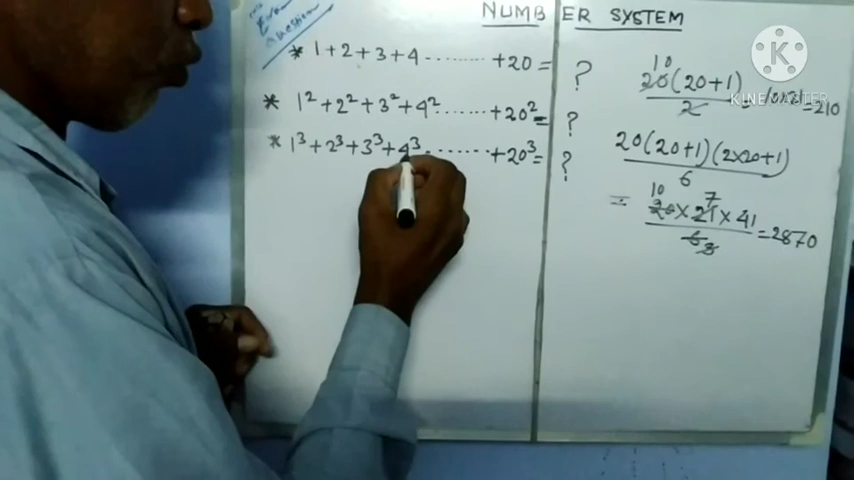 NUMBER SYSTEM
Question
* 1+2+3+4.........+20 = ?
* 1²+2²+3²+4².......+20² = ?
* 1³+2³+3³+4³.......+20³ = ?
10
20(20+1)
2
=210
20(20+1)(2×20+1)
6
10 7
= 20×21×41
6 3
=2870
KINEMASTER